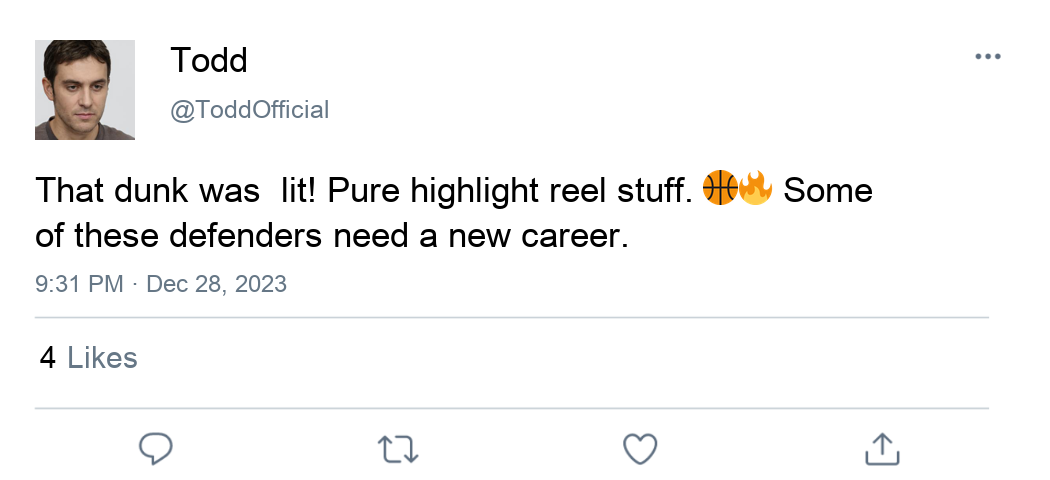 Todd
@ToddOfficial
That dunk was  lit! Pure highlight reel stuff. 🏀🔥 Some
of these defenders need a new career.
9:31 PM · Dec 28, 2023
4 Likes